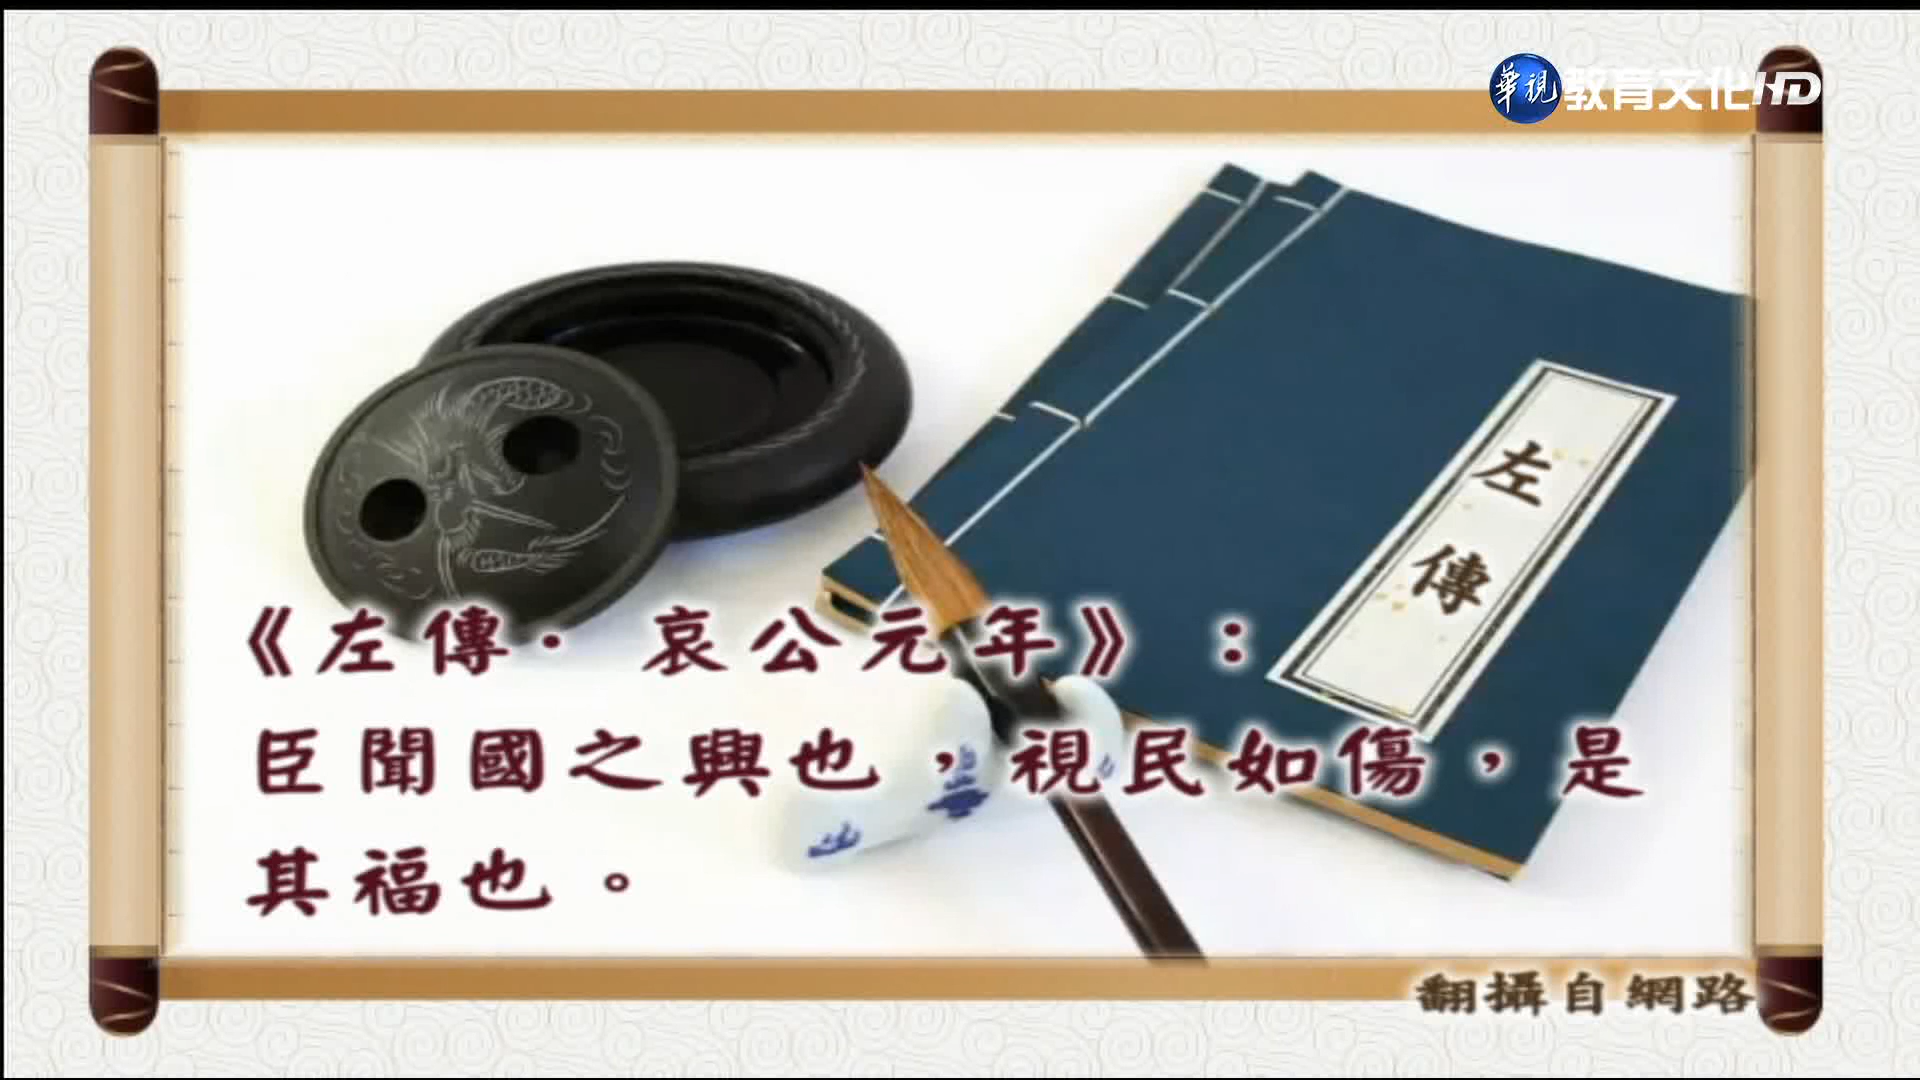 華視 教育文化HD
左傳
《左傳·哀公元年》：
臣聞國之興也，視民如傷，是
其福也。
翻攝自網路